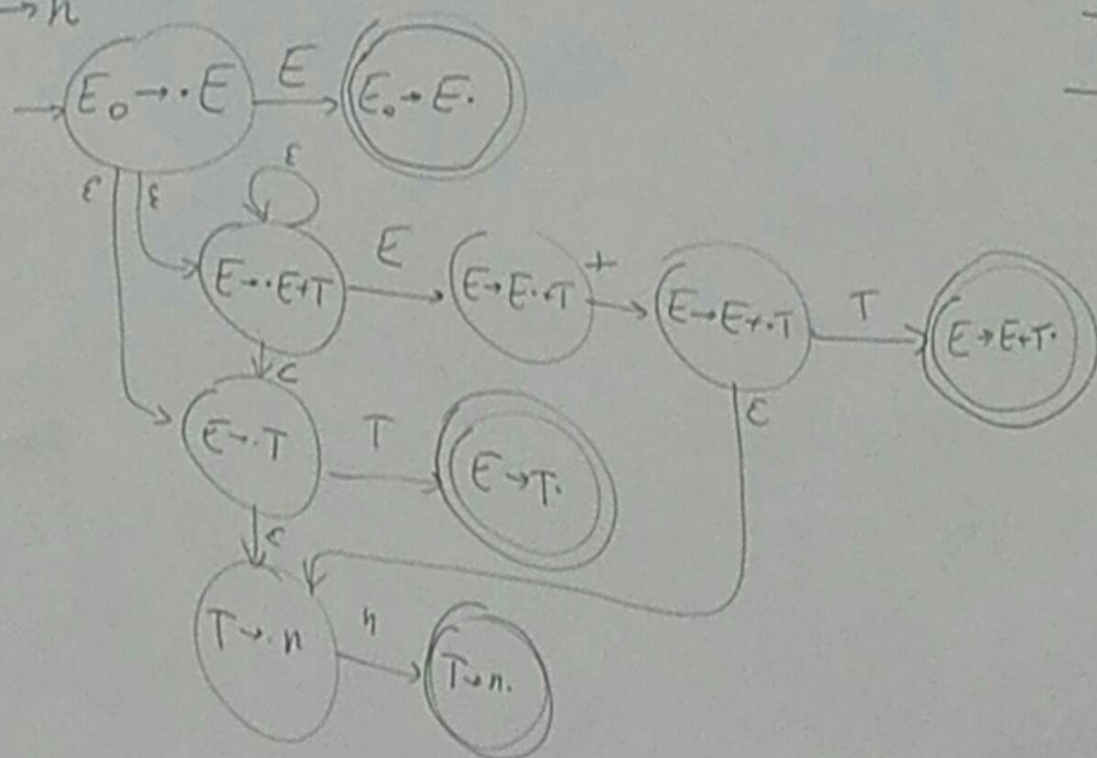 → n
E₀ → · E
E
E₀ → E ·
ε
ε
ε
E → · E+T
E
E → E · +T
+
E → E+ · T
T
E → E+T ·
ε
ε
E → · T
T
E → T ·
ε
T → · n
n
T → n ·